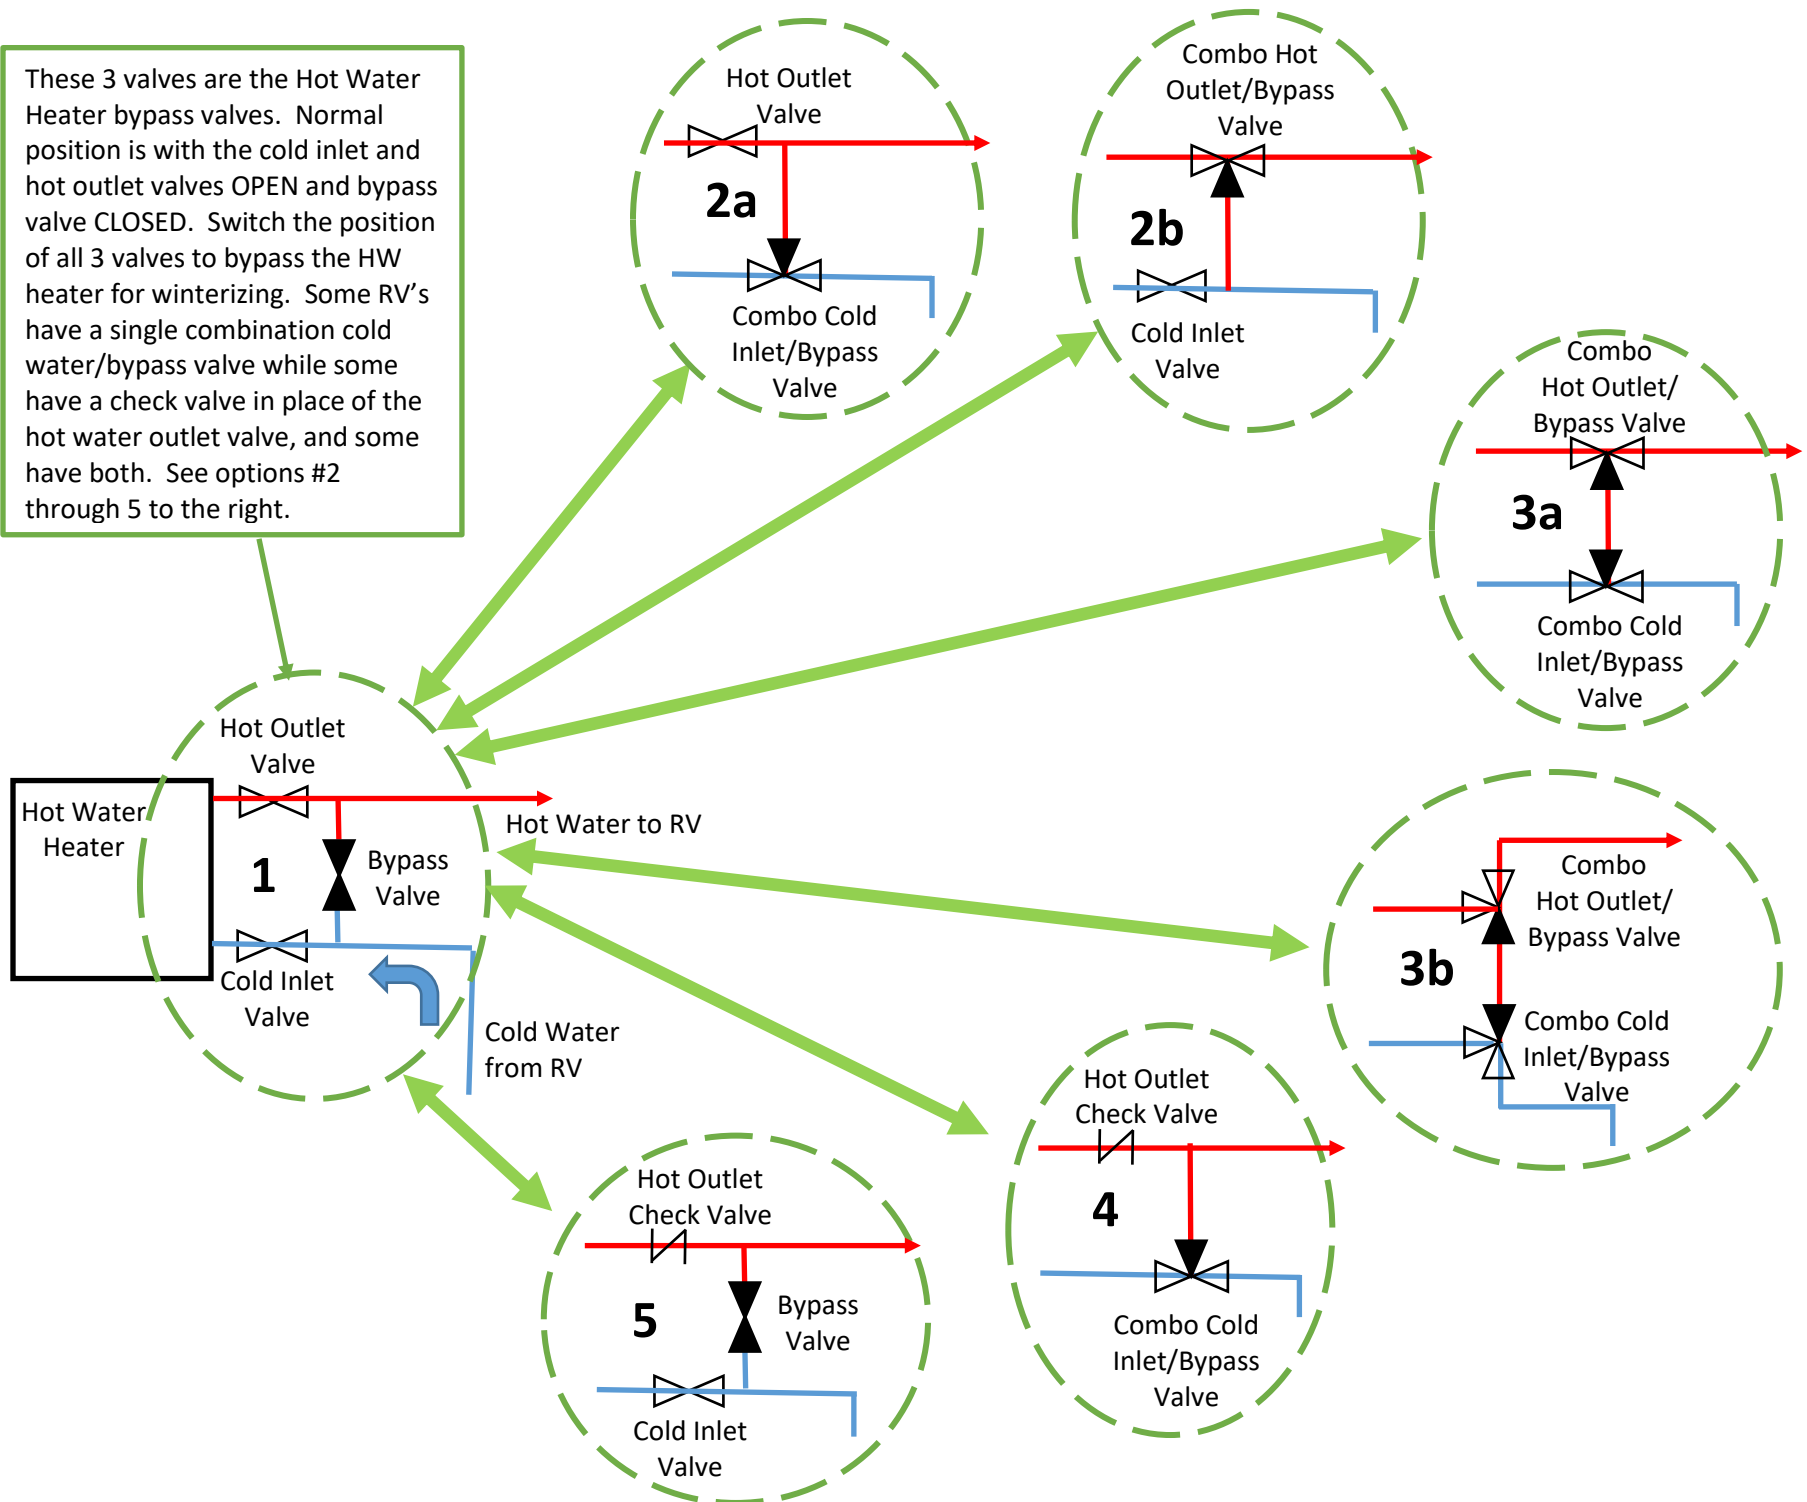 These 3 valves are the Hot Water
Heater bypass valves.  Normal
position is with the cold inlet and
hot outlet valves OPEN and bypass
valve CLOSED.  Switch the position
of all 3 valves to bypass the HW
heater for winterizing.  Some RV’s
have a single combination cold
water/bypass valve while some
have a check valve in place of the
hot water outlet valve, and some
have both.  See options #2
through 5 to the right.
Hot Outlet
Valve
2a
Combo Cold
Inlet/Bypass
Valve
Combo Hot
Outlet/Bypass
Valve
2b
Cold Inlet
Valve
Combo
Hot Outlet/
Bypass Valve
3a
Combo Cold
Inlet/Bypass
Valve
Hot Outlet
Valve
Hot Water
Heater
Hot Water to RV
1
Bypass
Valve
Cold Inlet
Valve
Cold Water
from RV
Combo
Hot Outlet/
Bypass Valve
3b
Combo Cold
Inlet/Bypass
Valve
Hot Outlet
Check Valve
4
Combo Cold
Inlet/Bypass
Valve
Hot Outlet
Check Valve
5
Bypass
Valve
Cold Inlet
Valve